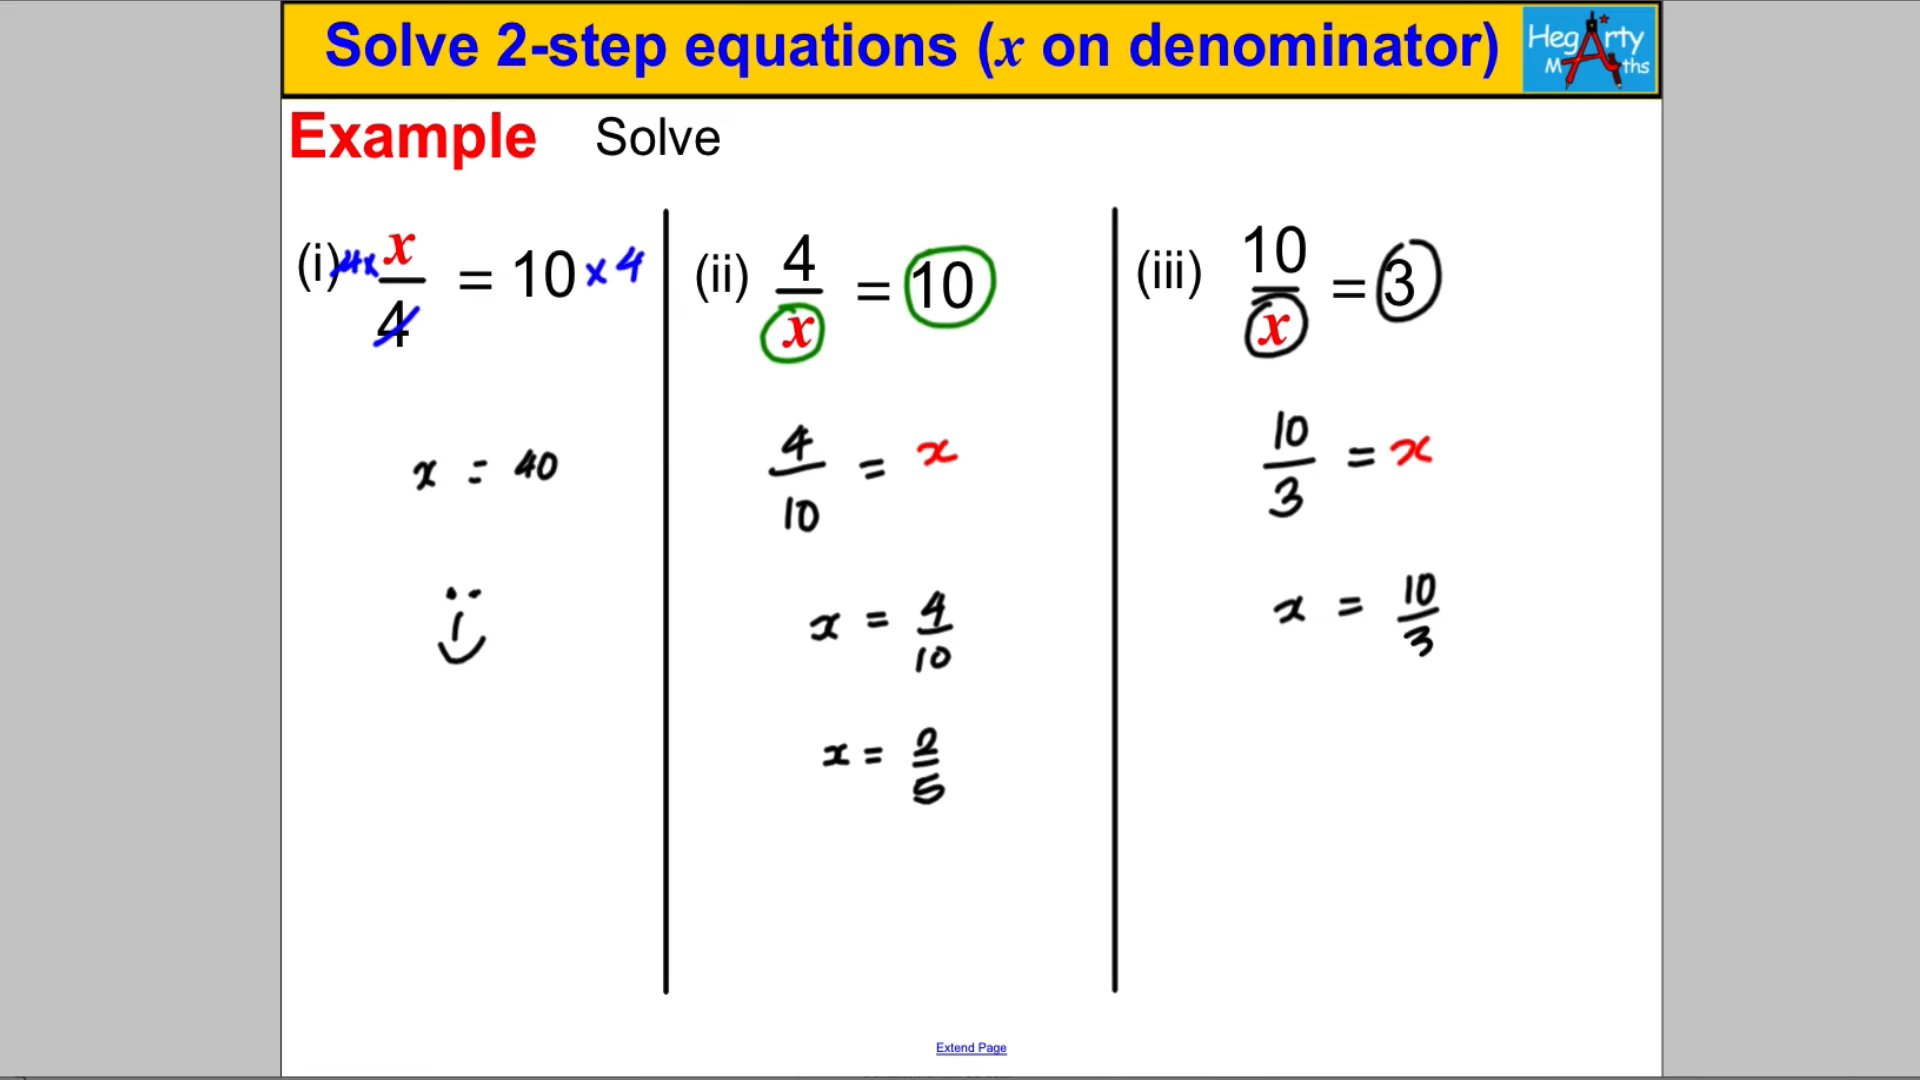 Solve 2-step equations (x on denominator)
Hegarty
Maths
Example Solve
(i) 4× x/4 = 10 ×4
x = 40
(ii) 4/x = 10
4/10 = x
x = 4/10
x = 2/5
(iii) 10/x = 3
10/3 = x
x = 10/3
Extend Page